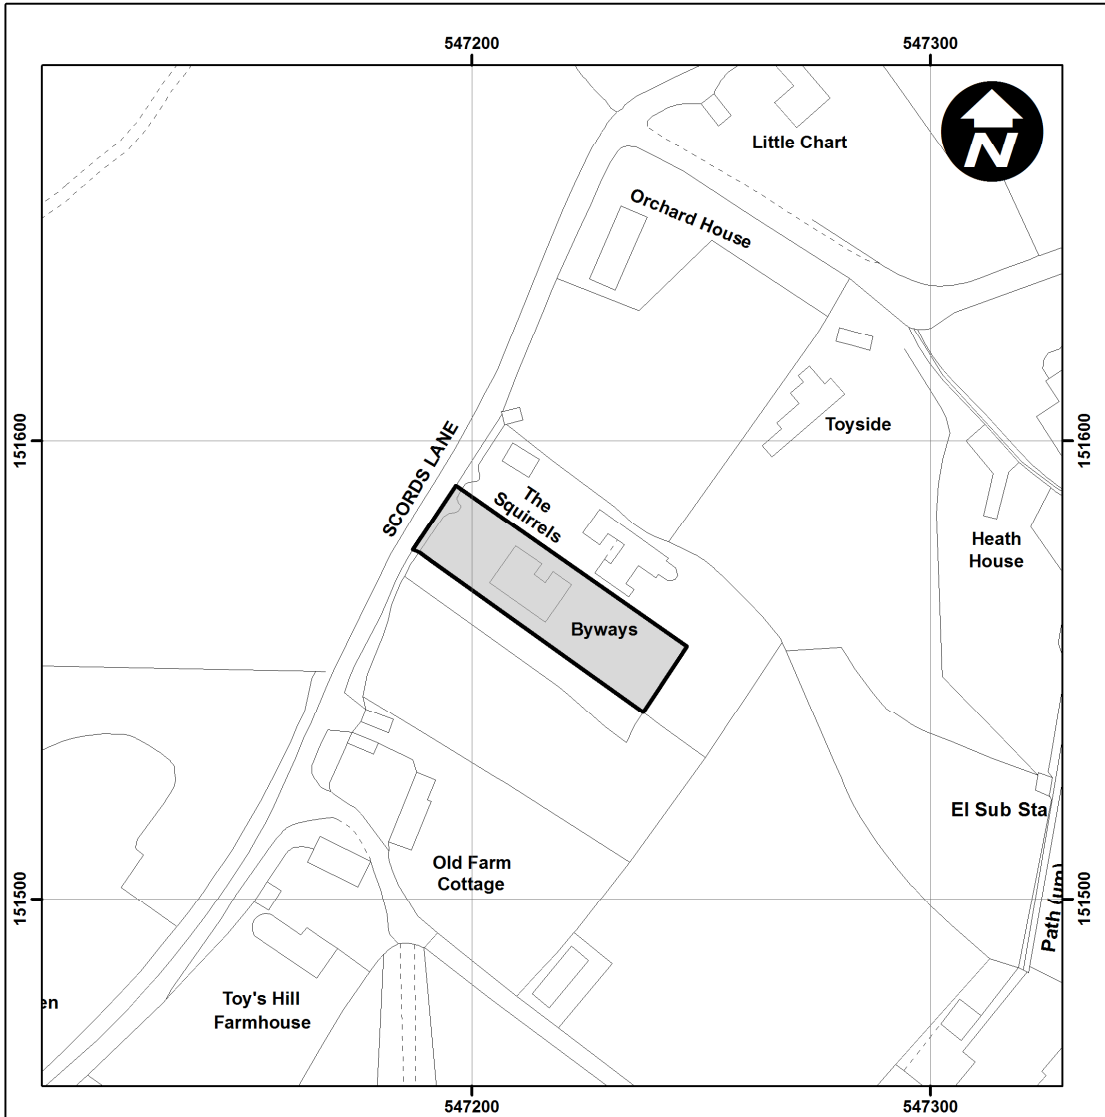 547200
547300
N
Little Chart
Orchard House
151600
151600
SCORDS LANE
Toyside
The
Squirrels
Heath
House
Byways
El Sub Sta
Old Farm
Cottage
151500
151500
Path (um)
Toy's Hill
Farmhouse
en
547200
547300